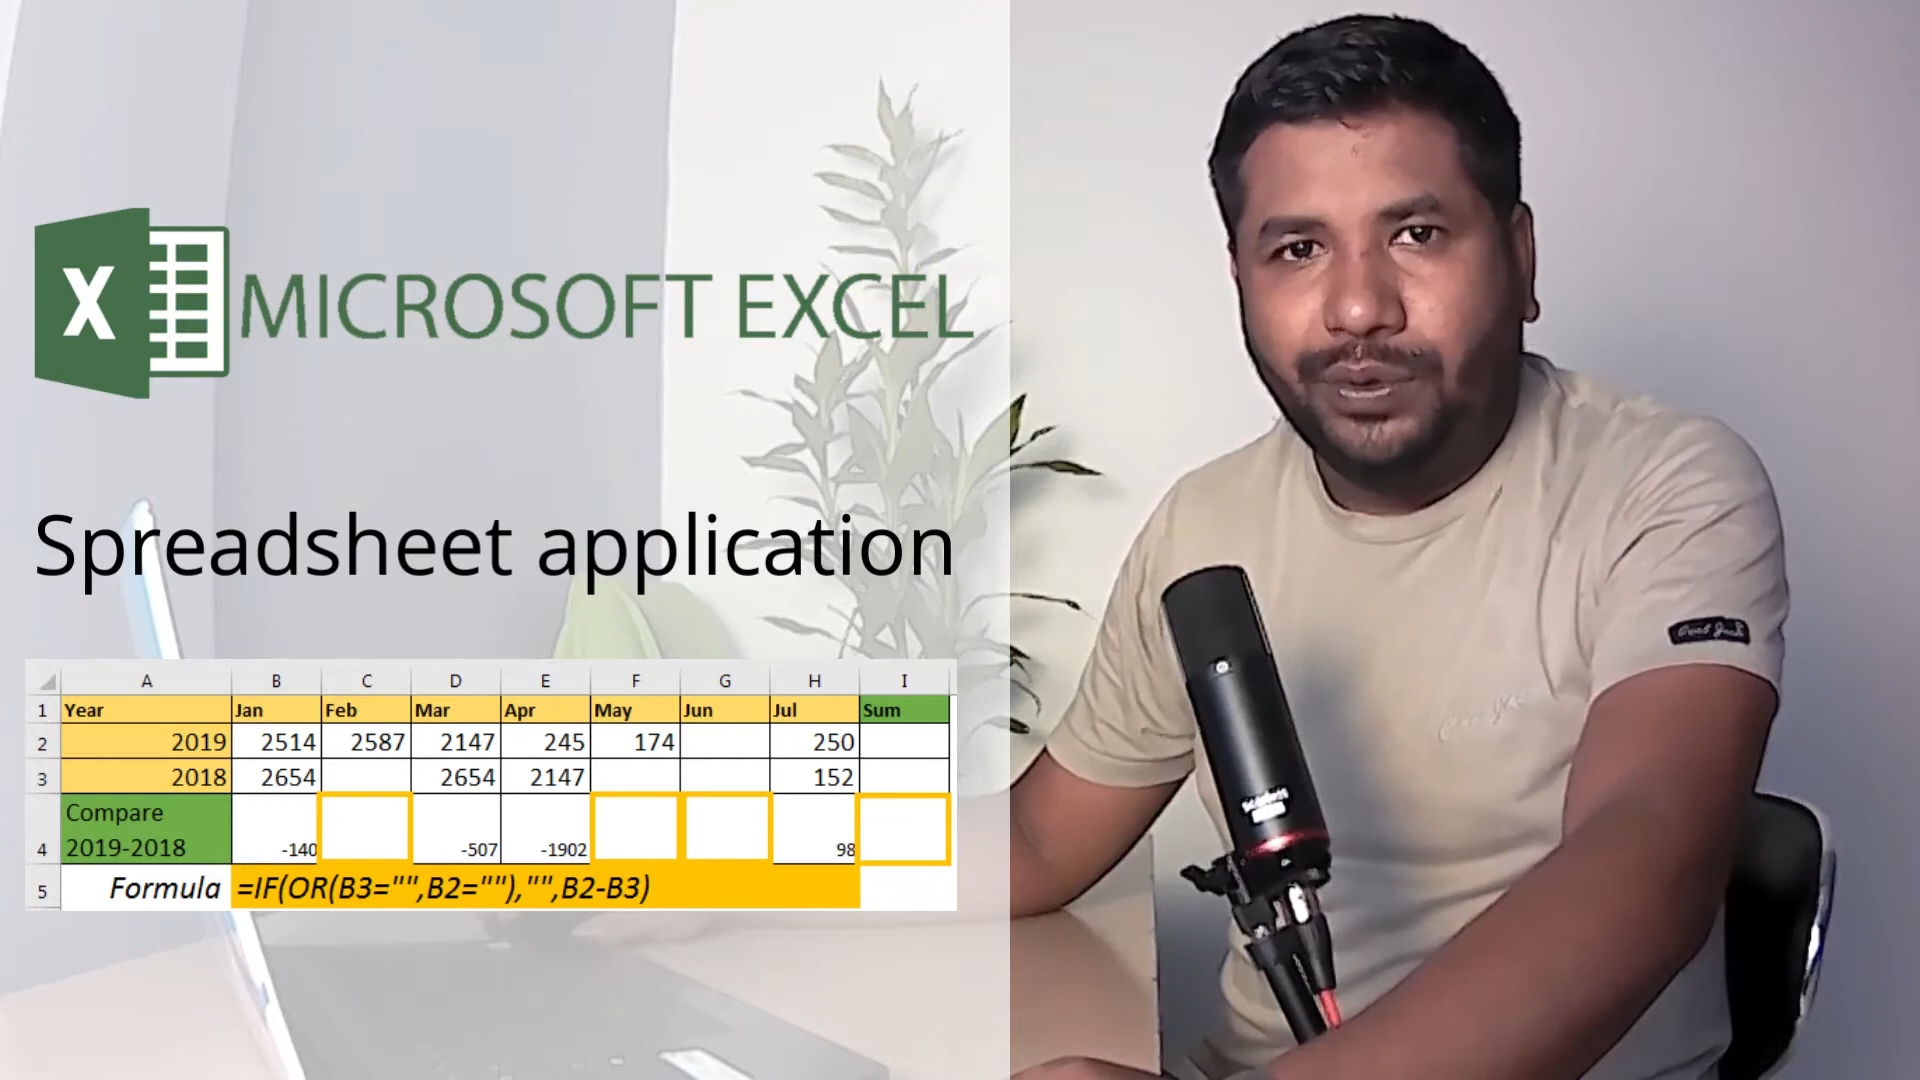 X MICROSOFT EXCEL
Spreadsheet application
A B C D E F G H I
1 Year Jan Feb Mar Apr May Jun Jul Sum
2 2019 2514 2587 2147 245 174 250
3 2018 2654 2654 2147 152
Compare
4 2019-2018 -140 -507 -1902 98
5 Formula =IF(OR(B3="",B2=""),"",B2-B3)